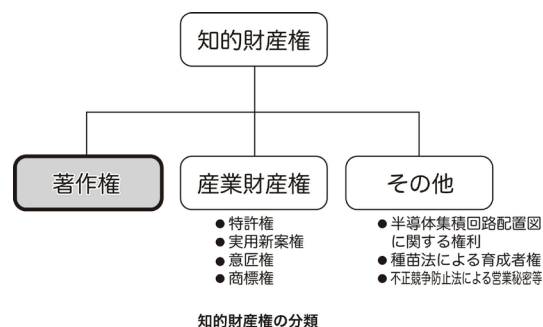 知的財産権
著作権
産業財産権
その他
●特許権
●実用新案権
●意匠権
●商標権
●半導体集積回路配置図
に関する権利
●種苗法による育成者権
●不正競争防止法による営業秘密等
知的財産権の分類